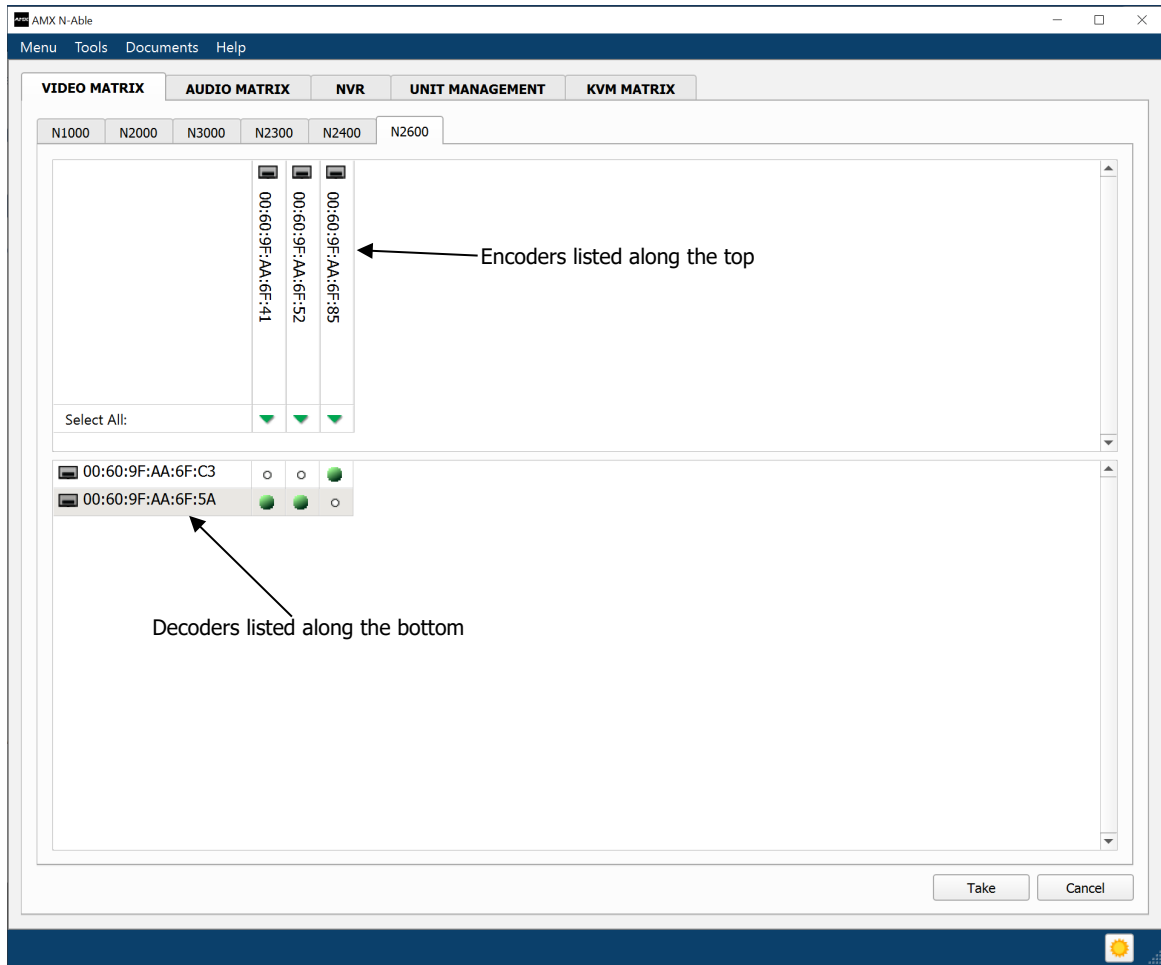 AMX AMX N-Able
Menu Tools Documents Help
VIDEO MATRIX AUDIO MATRIX NVR UNIT MANAGEMENT KVM MATRIX
N1000 N2000 N3000 N2300 N2400 N2600
00:60:9F:AA:6F:41
00:60:9F:AA:6F:52
00:60:9F:AA:6F:85
Encoders listed along the top
Select All:
00:60:9F:AA:6F:C3
00:60:9F:AA:6F:5A
Decoders listed along the bottom
Take Cancel